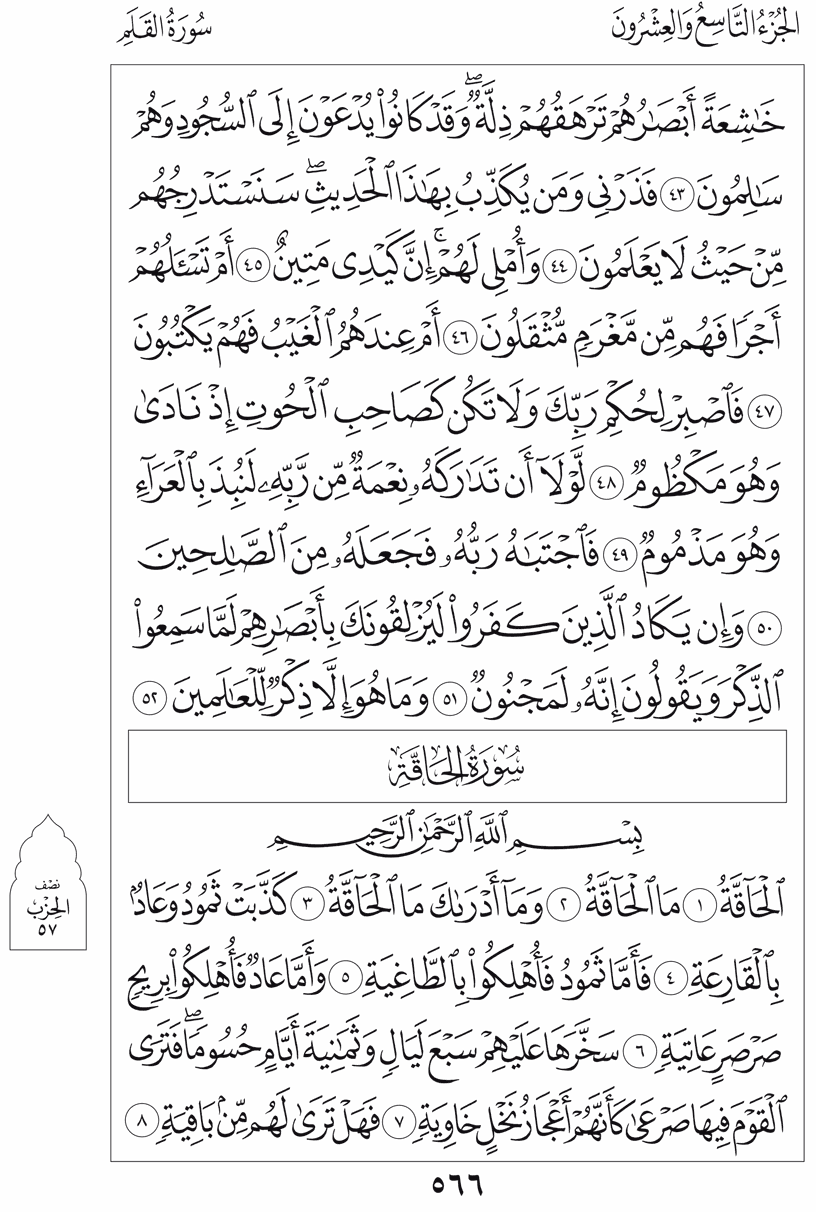 الجُزْءُ التَّاسِعُ وَالعِشْرُونَ
سُورَةُ القَلَمِ
خَٰشِعَةً أَبْصَٰرُهُمْ تَرْهَقُهُمْ ذِلَّةٌ ۖ وَقَدْ كَانُوا۟ يُدْعَوْنَ إِلَى ٱلسُّجُودِ وَهُمْ
سَٰلِمُونَ ٤٣ فَذَرْنِى وَمَن يُكَذِّبُ بِهَٰذَا ٱلْحَدِيثِ ۖ سَنَسْتَدْرِجُهُم
مِّنْ حَيْثُ لَا يَعْلَمُونَ ٤٤ وَأُمْلِى لَهُمْ ۚ إِنَّ كَيْدِى مَتِينٌ ٤٥ أَمْ تَسْـَٔلُهُمْ
أَجْرًا فَهُم مِّن مَّغْرَمٍ مُّثْقَلُونَ ٤٦ أَمْ عِندَهُمُ ٱلْغَيْبُ فَهُمْ يَكْتُبُونَ
٤٧ فَٱصْبِرْ لِحُكْمِ رَبِّكَ وَلَا تَكُن كَصَاحِبِ ٱلْحُوتِ إِذْ نَادَىٰ
وَهُوَ مَكْظُومٌ ٤٨ لَّوْلَآ أَن تَدَٰرَكَهُۥ نِعْمَةٌ مِّن رَّبِّهِۦ لَنُبِذَ بِٱلْعَرَآءِ
وَهُوَ مَذْمُومٌ ٤٩ فَٱجْتَبَٰهُ رَبُّهُۥ فَجَعَلَهُۥ مِنَ ٱلصَّٰلِحِينَ
٥٠ وَإِن يَكَادُ ٱلَّذِينَ كَفَرُوا۟ لَيُزْلِقُونَكَ بِأَبْصَٰرِهِمْ لَمَّا سَمِعُوا۟
ٱلذِّكْرَ وَيَقُولُونَ إِنَّهُۥ لَمَجْنُونٌ ٥١ وَمَا هُوَ إِلَّا ذِكْرٌ لِّلْعَٰلَمِينَ ٥٢
سُورَةُ الحَاقَّةِ
بِسْمِ ٱللَّهِ ٱلرَّحْمَٰنِ ٱلرَّحِيمِ
ٱلْحَآقَّةُ ١ مَا ٱلْحَآقَّةُ ٢ وَمَآ أَدْرَىٰكَ مَا ٱلْحَآقَّةُ ٣ كَذَّبَتْ ثَمُودُ وَعَادٌۢ
بِٱلْقَارِعَةِ ٤ فَأَمَّا ثَمُودُ فَأُهْلِكُوا۟ بِٱلطَّاغِيَةِ ٥ وَأَمَّا عَادٌ فَأُهْلِكُوا۟ بِرِيحٍ
صَرْصَرٍ عَاتِيَةٍ ٦ سَخَّرَهَا عَلَيْهِمْ سَبْعَ لَيَالٍ وَثَمَٰنِيَةَ أَيَّامٍ حُسُومًا ۖ فَتَرَى
ٱلْقَوْمَ فِيهَا صَرْعَىٰ كَأَنَّهُمْ أَعْجَازُ نَخْلٍ خَاوِيَةٍ ٧ فَهَلْ تَرَىٰ لَهُم مِّنۢ بَاقِيَةٍ ٨
نصف
الحِزْب
٥٧
٥٦٦